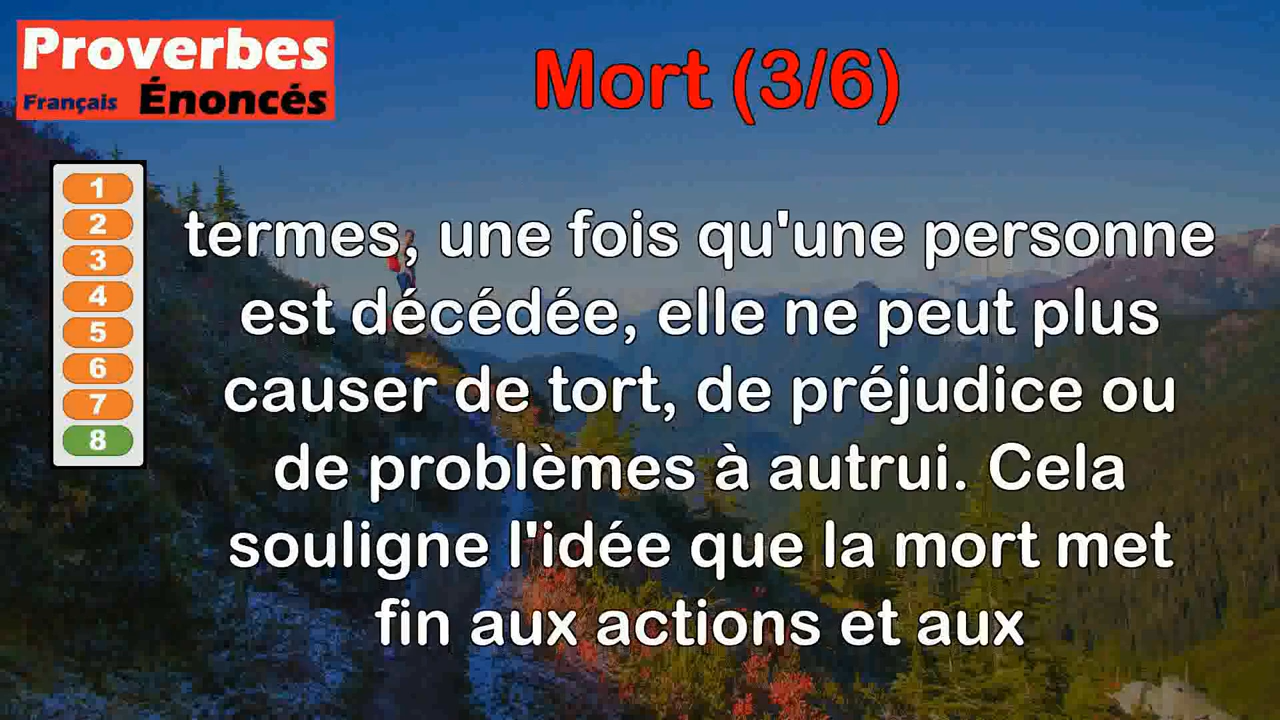 Proverbes
Français Énoncés
Mort (3/6)
1
2
3
4
5
6
7
8
termes, une fois qu'une personne
est décédée, elle ne peut plus
causer de tort, de préjudice ou
de problèmes à autrui. Cela
souligne l'idée que la mort met
fin aux actions et aux